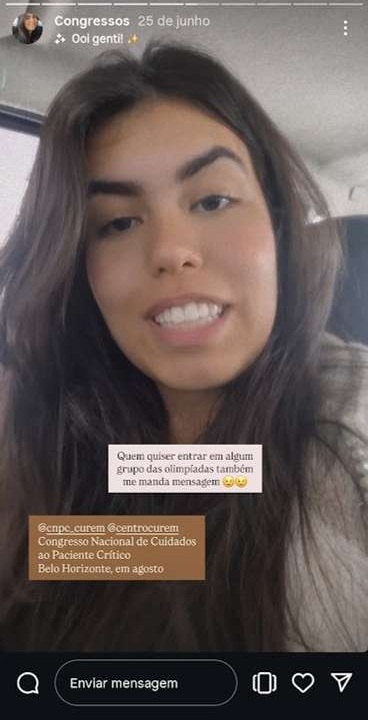 Congressos 25 de junho
✨ Ooi genti! ✨
Quem quiser entrar em algum
grupo das olimpíadas também
me manda mensagem 😉😉
@cnpc_curem @centrocurem
Congresso Nacional de Cuidados
ao Paciente Crítico
Belo Horizonte, em agosto
Enviar mensagem